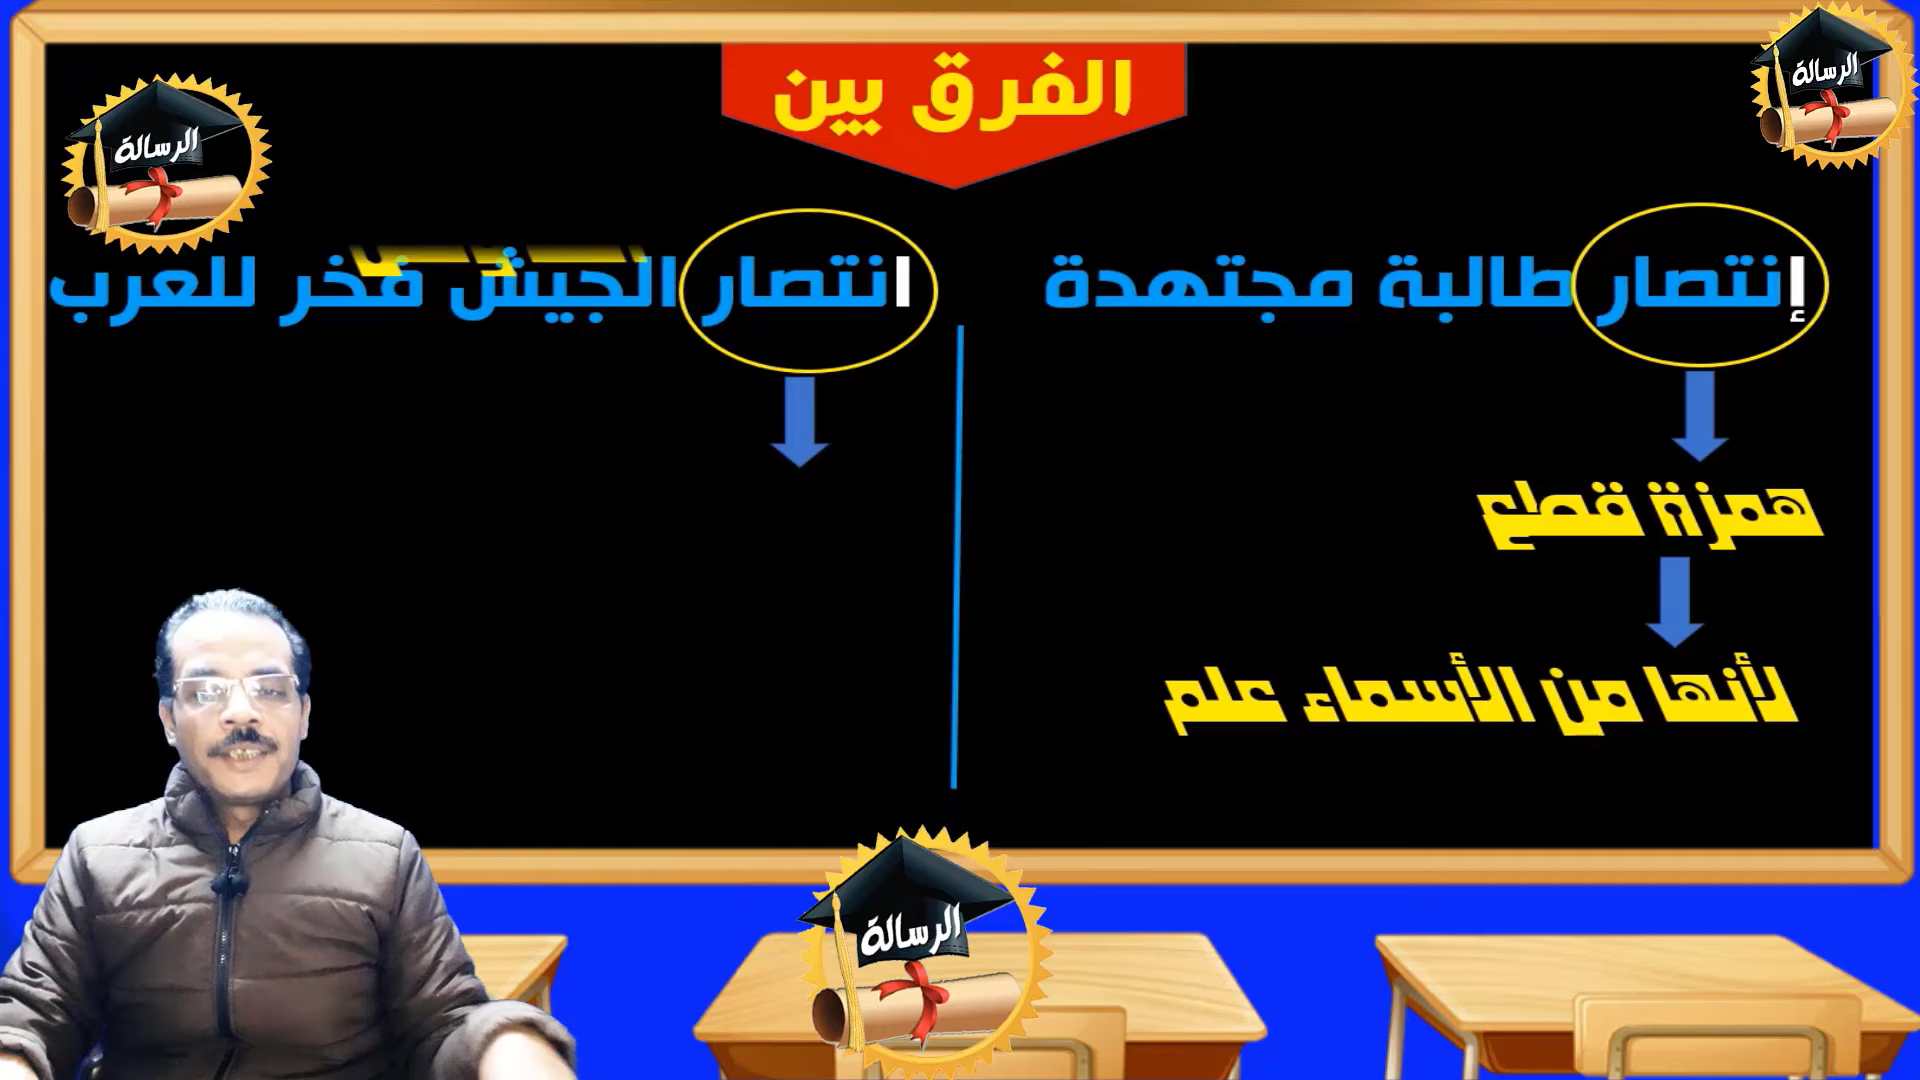 الفرق بين
الرسالة
الرسالة
إنتصار طالبة مجتهدة
انتصار الجيش فخر للعرب
همزة قطع
لأنها من الأسماء علم
الرسالة